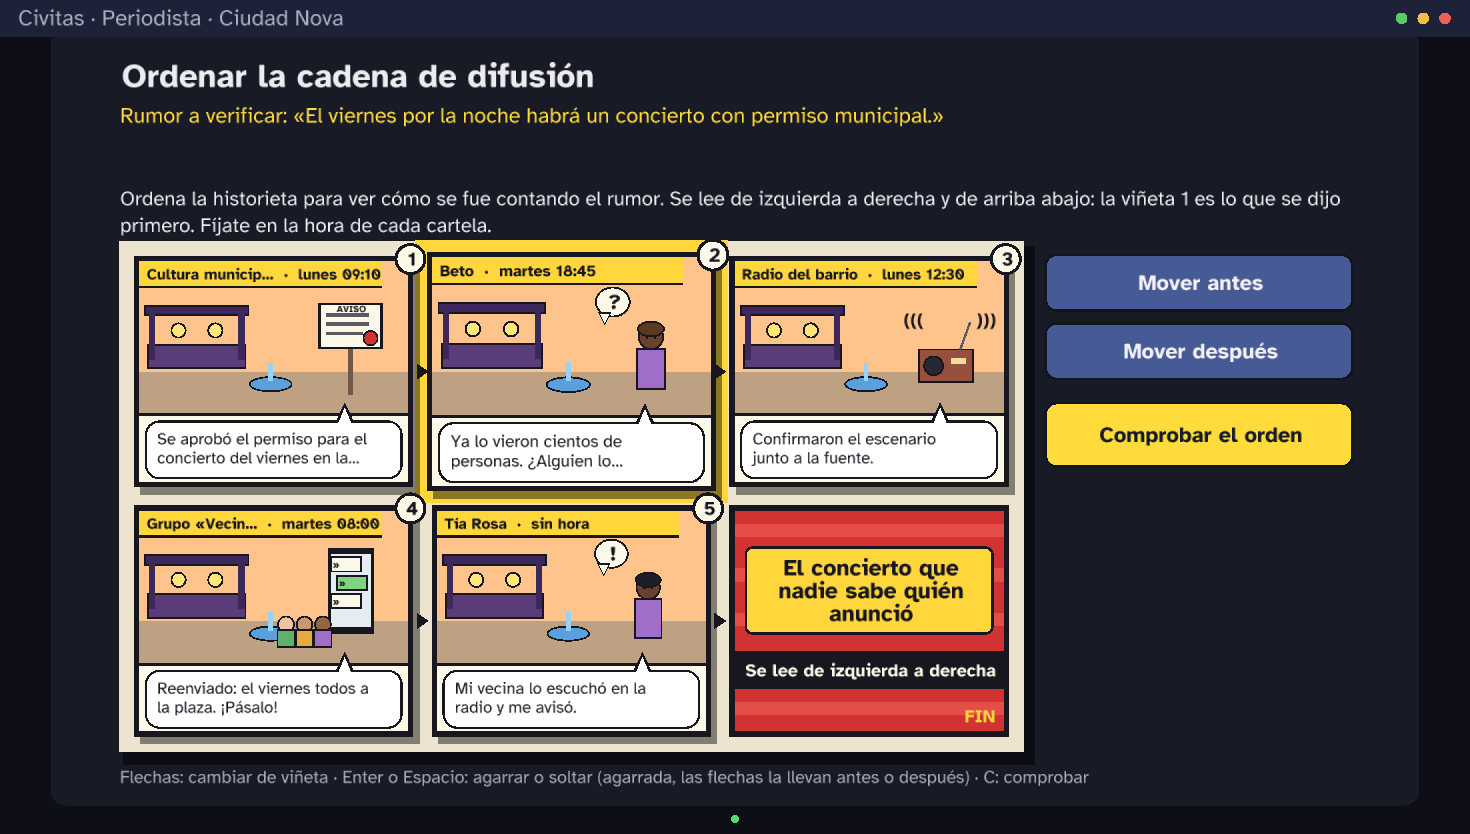 Civitas · Periodista · Ciudad Nova
Ordenar la cadena de difusión
Rumor a verificar: «El viernes por la noche habrá un concierto con permiso municipal.»
Ordena la historieta para ver cómo se fue contando el rumor. Se lee de izquierda a derecha y de arriba abajo: la viñeta 1 es lo que se dijo
primero. Fíjate en la hora de cada cartela.
Cultura municip... · lunes 09:10
1
AVISO
Se aprobó el permiso para el
concierto del viernes en la...
Beto · martes 18:45
2
?
Ya lo vieron cientos de
personas. ¿Alguien lo...
Radio del barrio · lunes 12:30
3
((( )))
Confirmaron el escenario
junto a la fuente.
Mover antes
Mover después
Comprobar el orden
Grupo «Vecin... · martes 08:00
4
»
»
»
Reenviado: el viernes todos a
la plaza. ¡Pásalo!
Tía Rosa · sin hora
5
!
Mi vecina lo escuchó en la
radio y me avisó.
El concierto que
nadie sabe quién
anunció
Se lee de izquierda a derecha
FIN
Flechas: cambiar de viñeta · Enter o Espacio: agarrar o soltar (agarrada, las flechas la llevan antes o después) · C: comprobar